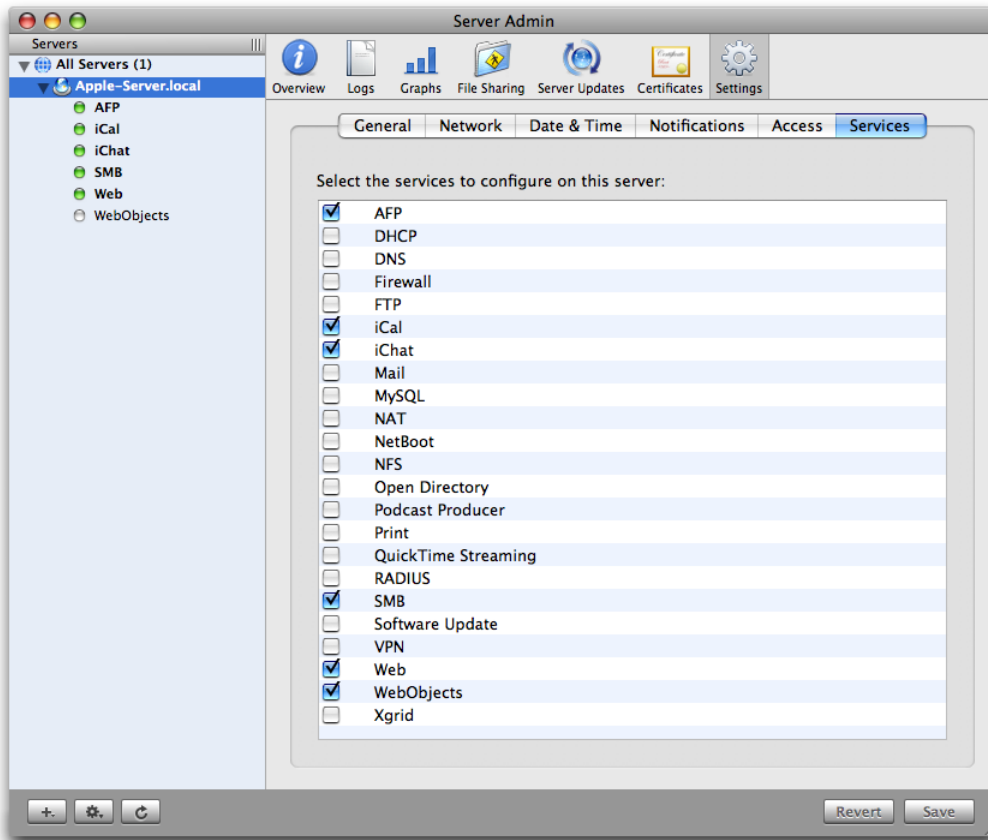 Server Admin
Servers
All Servers (1)
Apple-Server.local
AFP
iCal
iChat
SMB
Web
WebObjects
Overview
Logs
Graphs
File Sharing
Server Updates
Certificates
Settings
General
Network
Date & Time
Notifications
Access
Services
Select the services to configure on this server:
AFP
DHCP
DNS
Firewall
FTP
iCal
iChat
Mail
MySQL
NAT
NetBoot
NFS
Open Directory
Podcast Producer
Print
QuickTime Streaming
RADIUS
SMB
Software Update
VPN
Web
WebObjects
Xgrid
Revert
Save